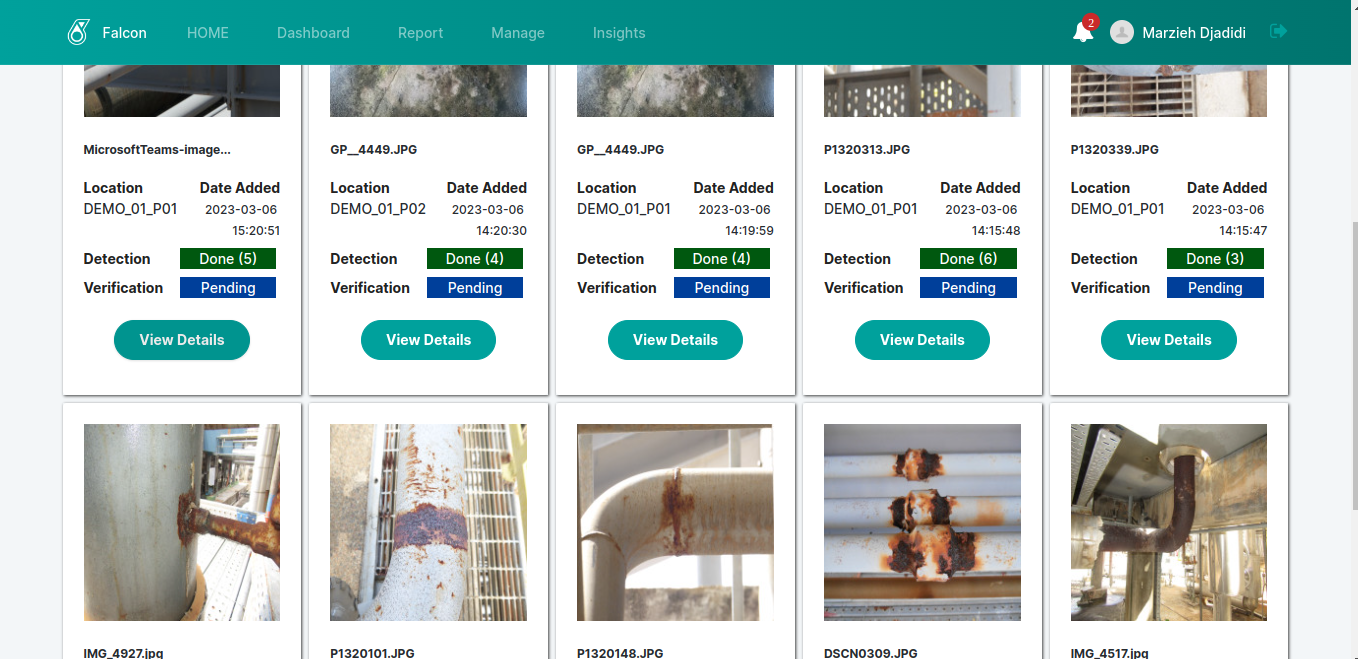 Falcon HOME Dashboard Report Manage Insights 2 Marzieh Djadidi
MicrosoftTeams-image... GP__4449.JPG GP__4449.JPG P1320313.JPG P1320339.JPG
Location Date Added Location Date Added Location Date Added Location Date Added Location Date Added
DEMO_01_P01 2023-03-06 DEMO_01_P02 2023-03-06 DEMO_01_P01 2023-03-06 DEMO_01_P01 2023-03-06 DEMO_01_P01 2023-03-06
15:20:51 14:20:30 14:19:59 14:15:48 14:15:47
Detection Done (5) Detection Done (4) Detection Done (4) Detection Done (6) Detection Done (3)
Verification Pending Verification Pending Verification Pending Verification Pending Verification Pending
View Details View Details View Details View Details View Details
IMG_4927.jpg P1320101.JPG P1320148.JPG DSCN0309.JPG IMG_4517.jpg